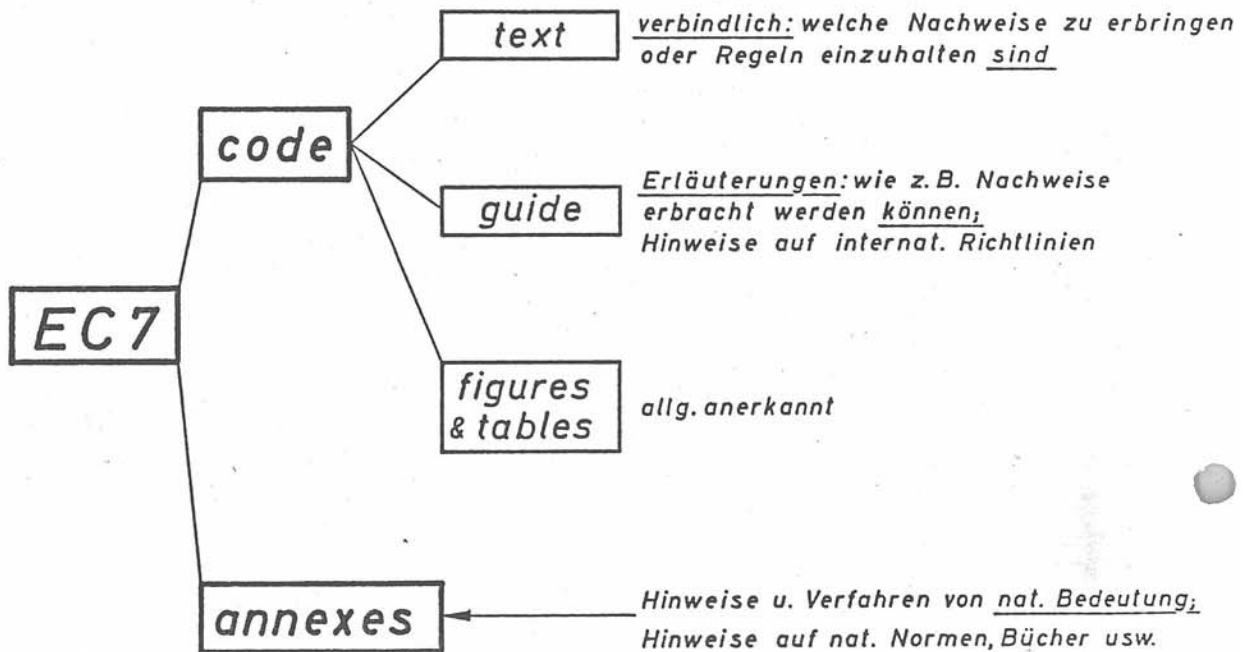 text
verbindlich: welche Nachweise zu erbringen
oder Regeln einzuhalten sind
code
guide
Erläuterungen: wie z. B. Nachweise
erbracht werden können;
Hinweise auf internat. Richtlinien
EC7
figures
& tables
allg. anerkannt
annexes
Hinweise u. Verfahren von nat. Bedeutung;
Hinweise auf nat. Normen, Bücher usw.